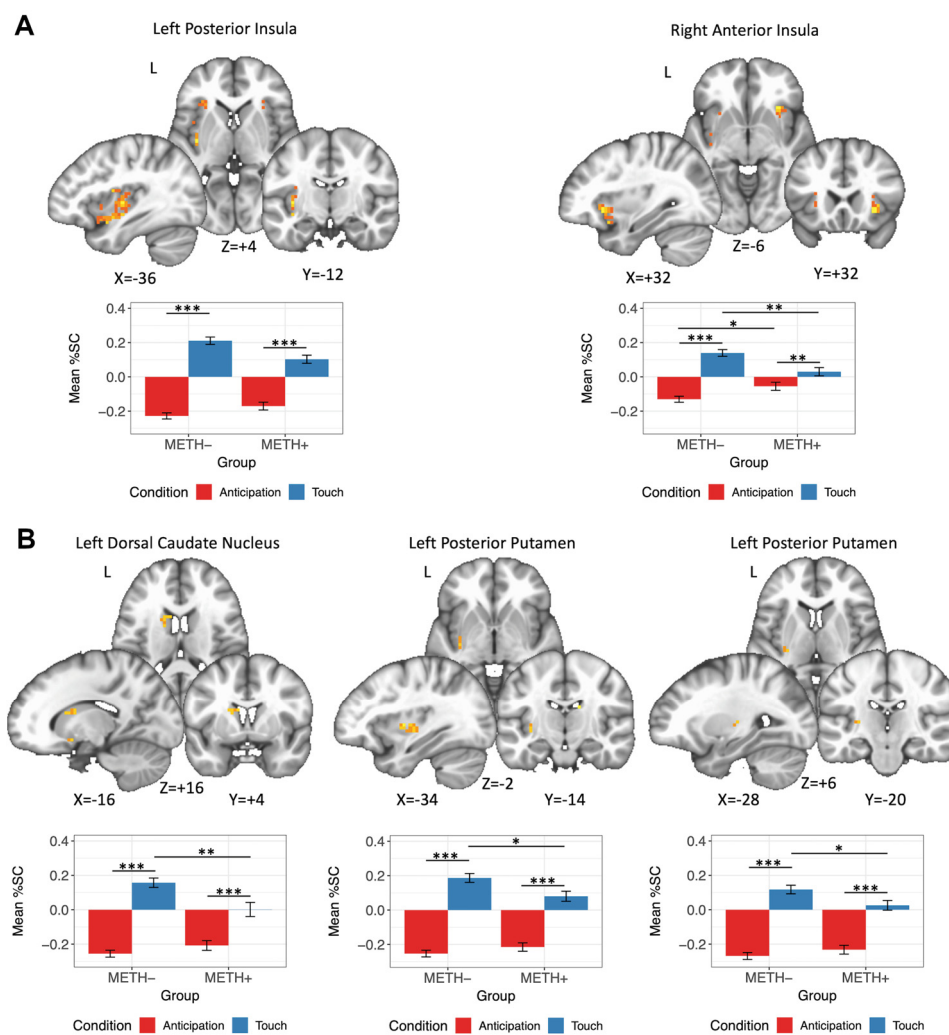 A
Left Posterior Insula
Right Anterior Insula
L
L
Z=+4
Z=-6
X=-36
Y=-12
X=+32
Y=+32
0.4
0.2
0.0
−0.2
Mean %SC
***
***
METH−
METH+
Group
Condition
Anticipation
Touch
0.4
0.2
0.0
−0.2
Mean %SC
**
*
***
**
METH−
METH+
Group
Condition
Anticipation
Touch
B
Left Dorsal Caudate Nucleus
Left Posterior Putamen
Left Posterior Putamen
L
L
L
Z=+16
Z=-2
Z=+6
X=-16
Y=+4
X=-34
Y=-14
X=-28
Y=-20
0.4
0.2
0.0
−0.2
Mean %SC
**
***
***
METH−
METH+
Group
Condition
Anticipation
Touch
0.4
0.2
0.0
−0.2
Mean %SC
*
***
***
METH−
METH+
Group
Condition
Anticipation
Touch
0.4
0.2
0.0
−0.2
Mean %SC
*
***
***
METH−
METH+
Group
Condition
Anticipation
Touch